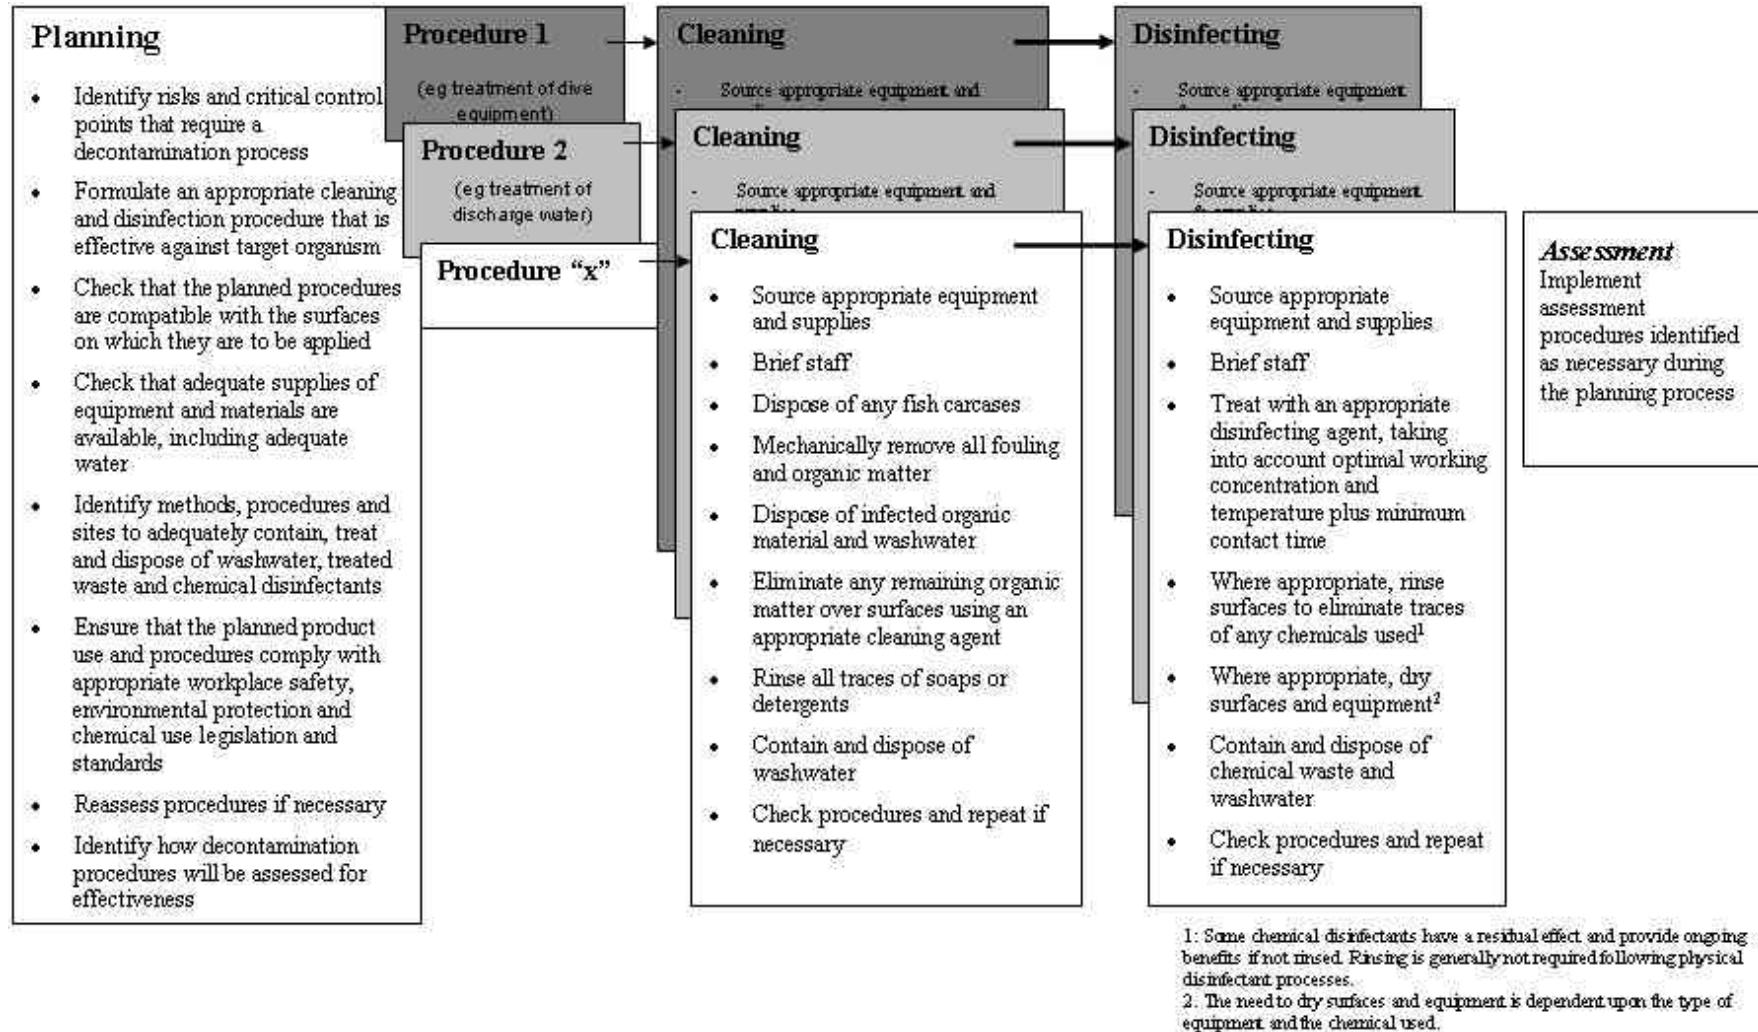 Planning
• Identify risks and critical control
points that require a
decontamination process
• Formulate an appropriate cleaning
and disinfection procedure that is
effective against target organism
• Check that the planned procedures
are compatible with the surfaces
on which they are to be applied
• Check that adequate supplies of
equipment and materials are
available, including adequate
water
• Identify methods, procedures and
sites to adequately contain, treat
and dispose of washwater, treated
waste and chemical disinfectants
• Ensure that the planned product
use and procedures comply with
appropriate workplace safety,
environmental protection and
chemical use legislation and
standards
• Reassess procedures if necessary
• Identify how decontamination
procedures will be assessed for
effectiveness
Procedure 1
(eg treatment of dive
equipment)
Procedure 2
(eg treatment of
discharge water)
Procedure “x”
Cleaning
- Source appropriate equipment and
Cleaning
- Source appropriate equipment and
Cleaning
• Source appropriate equipment
and supplies
• Brief staff
• Dispose of any fish carcases
• Mechanically remove all fouling
and organic matter
• Dispose of infected organic
material and washwater
• Eliminate any remaining organic
matter over surfaces using an
appropriate cleaning agent
• Rinse all traces of soaps or
detergents
• Contain and dispose of
washwater
• Check procedures and repeat if
necessary
Disinfecting
- Source appropriate equipment
Disinfecting
- Source appropriate equipment
Disinfecting
• Source appropriate
equipment and supplies
• Brief staff
• Treat with an appropriate
disinfecting agent, taking
into account optimal working
concentration and
temperature plus minimum
contact time
• Where appropriate, rinse
surfaces to eliminate traces
of any chemicals used¹
• Where appropriate, dry
surfaces and equipment²
• Contain and dispose of
chemical waste and
washwater
• Check procedures and repeat
if necessary
Assessment
Implement
assessment
procedures identified
as necessary during
the planning process
1: Some chemical disinfectants have a residual effect and provide ongoing
benefits if not rinsed. Rinsing is generally not required following physical
disinfectant processes.
2. The need to dry surfaces and equipment is dependent upon the type of
equipment and the chemical used.